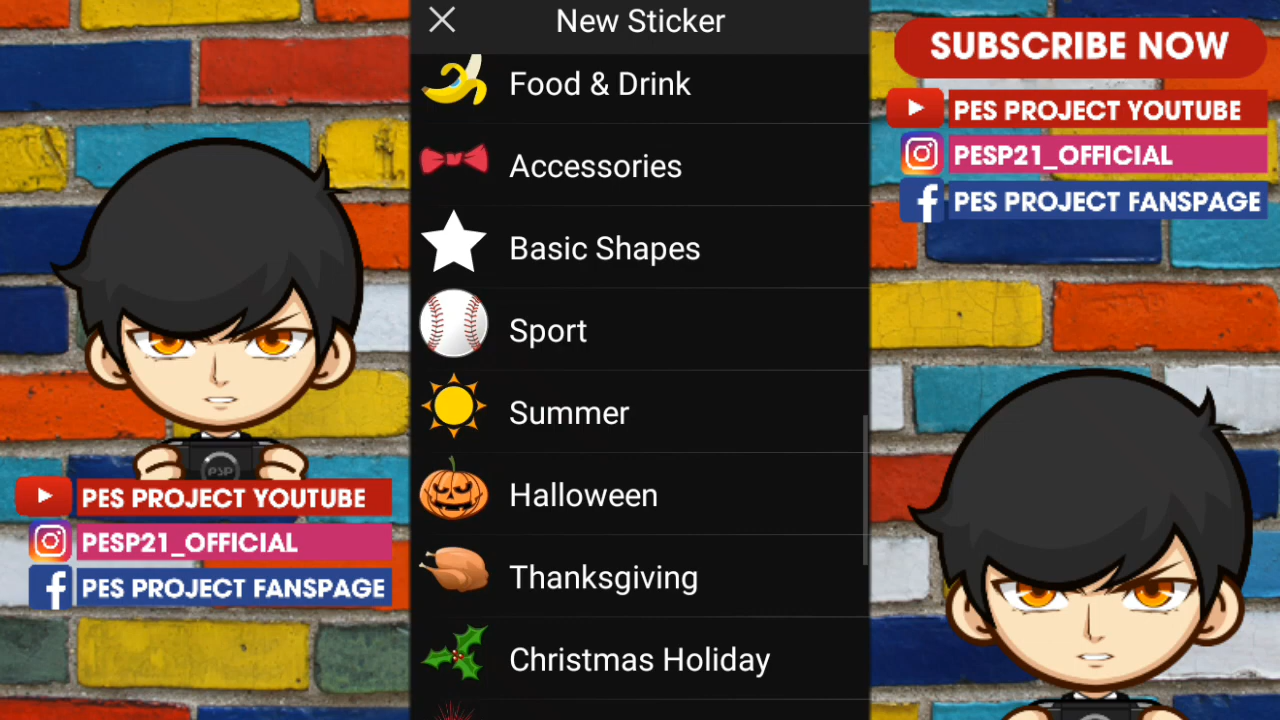 New Sticker
Food & Drink
Accessories
Basic Shapes
Sport
Summer
Halloween
Thanksgiving
Christmas Holiday
SUBSCRIBE NOW
PES PROJECT YOUTUBE
PESP21_OFFICIAL
PES PROJECT FANSPAGE
PSP
PES PROJECT YOUTUBE
PESP21_OFFICIAL
PES PROJECT FANSPAGE